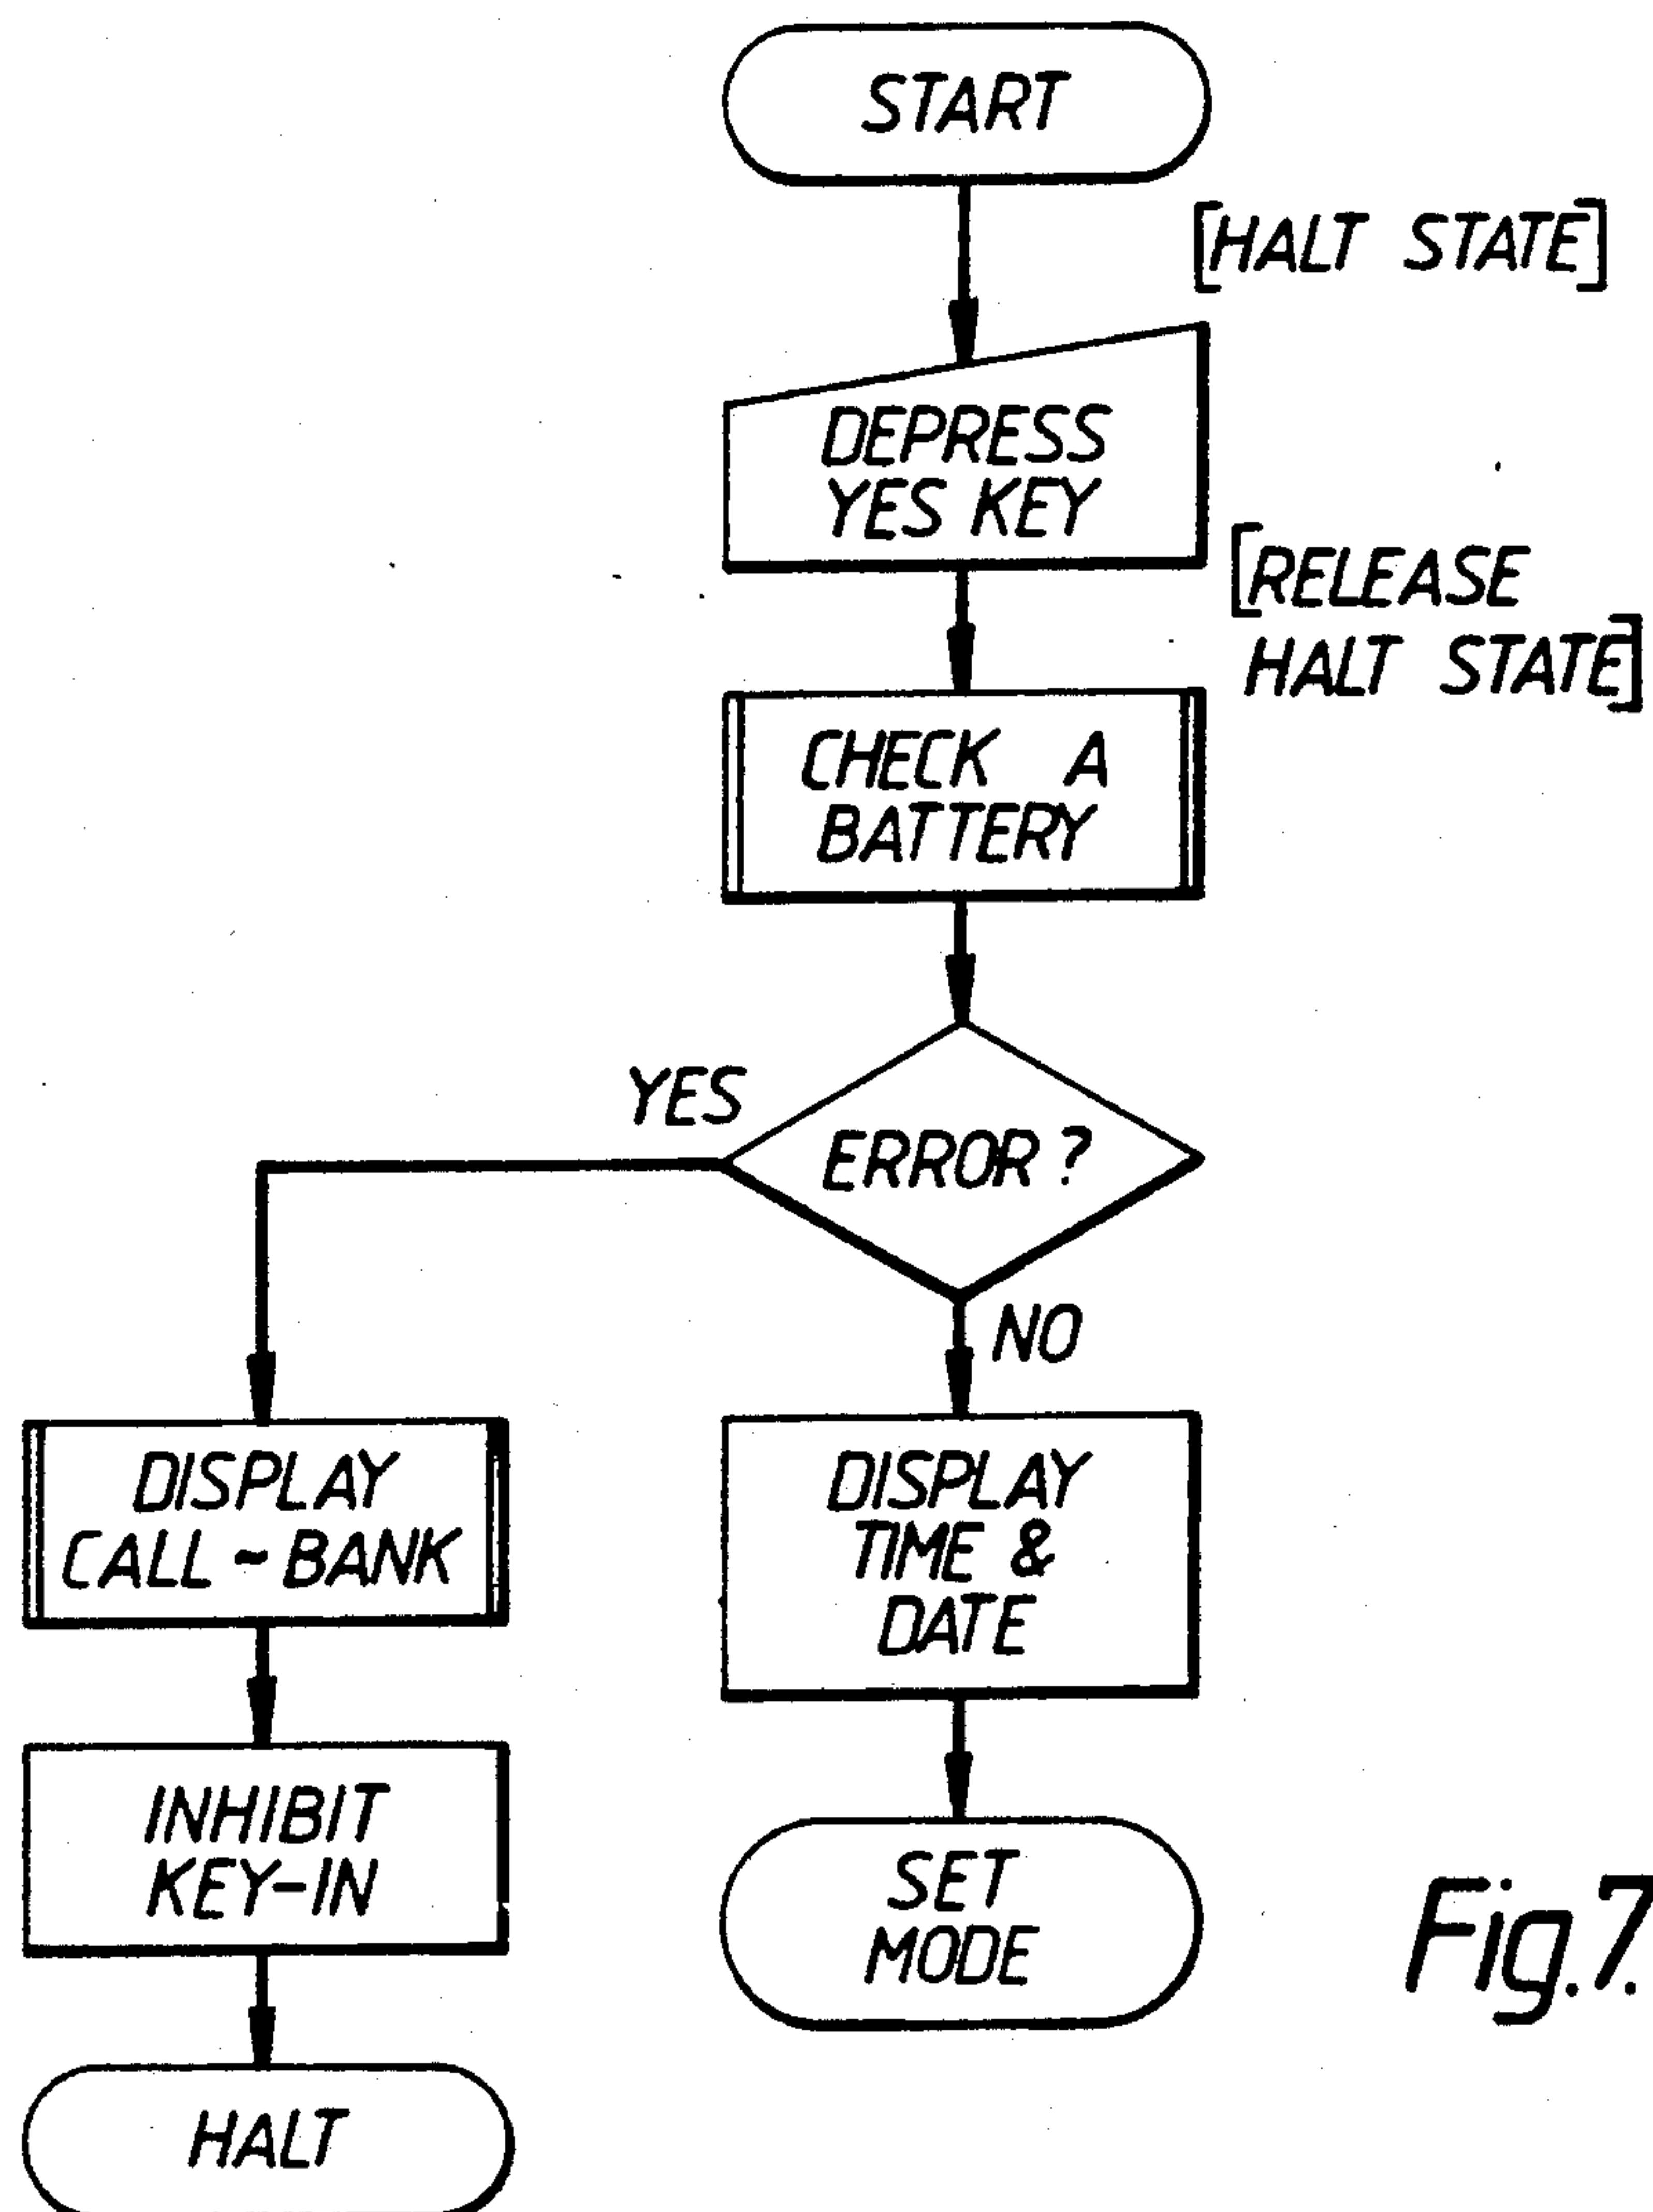 START
[HALT STATE]
DEPRESS
YES KEY
[RELEASE
HALT STATE]
CHECK A
BATTERY
YES
ERROR?
NO
DISPLAY
CALL-BANK
DISPLAY
TIME &
DATE
INHIBIT
KEY-IN
SET
MODE
HALT
Fig.7.